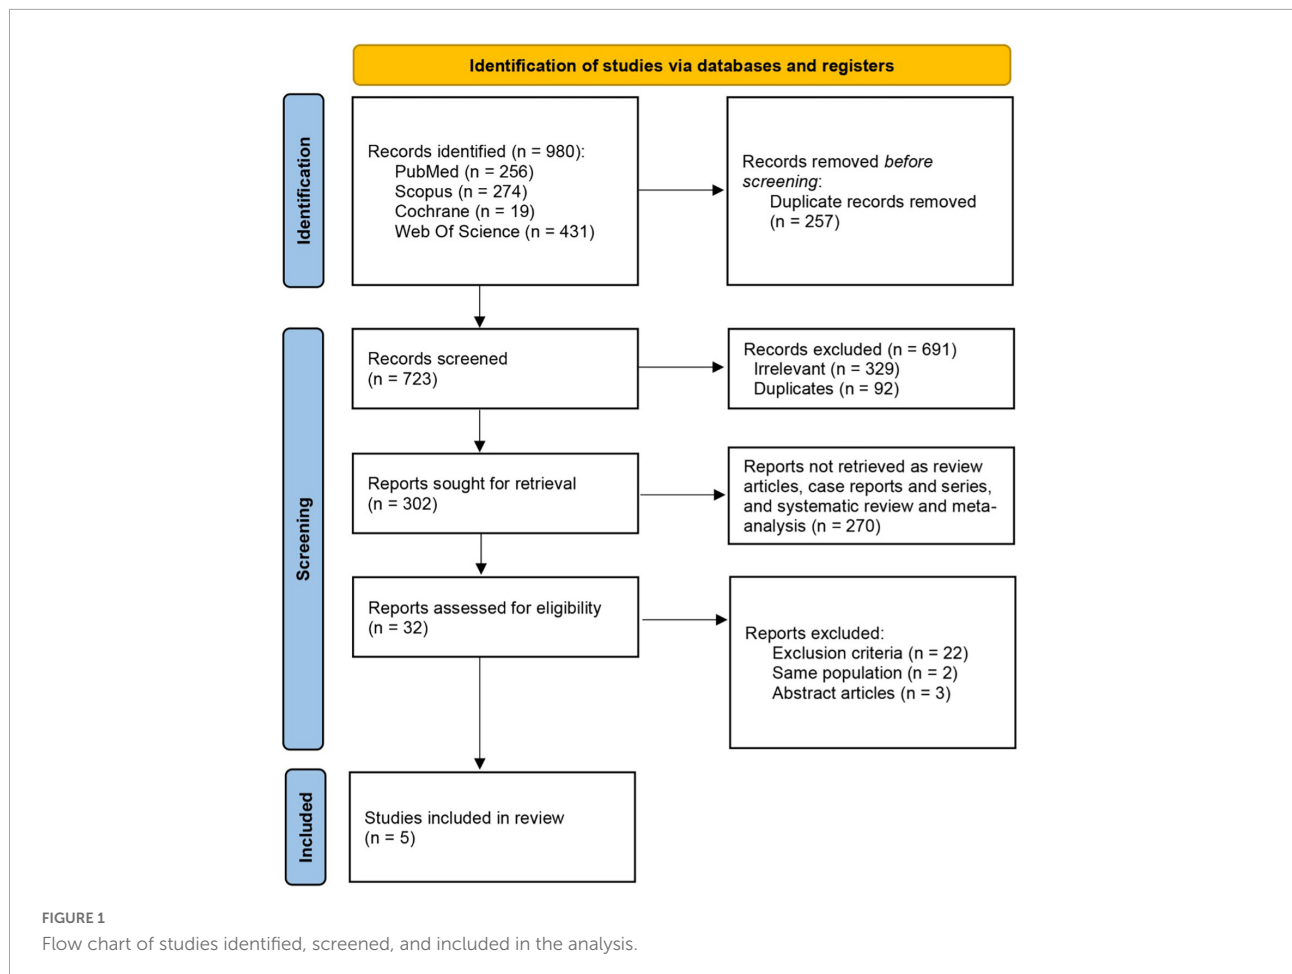 Identification of studies via databases and registers
Identification
Records identified (n = 980):
PubMed (n = 256)
Scopus (n = 274)
Cochrane (n = 19)
Web Of Science (n = 431)
Records removed before
screening:
Duplicate records removed
(n = 257)
Screening
Records screened
(n = 723)
Records excluded (n = 691)
Irrelevant (n = 329)
Duplicates (n = 92)
Reports sought for retrieval
(n = 302)
Reports not retrieved as review
articles, case reports and series,
and systematic review and meta-
analysis (n = 270)
Reports assessed for eligibility
(n = 32)
Reports excluded:
Exclusion criteria (n = 22)
Same population (n = 2)
Abstract articles (n = 3)
Included
Studies included in review
(n = 5)
FIGURE 1
Flow chart of studies identified, screened, and included in the analysis.